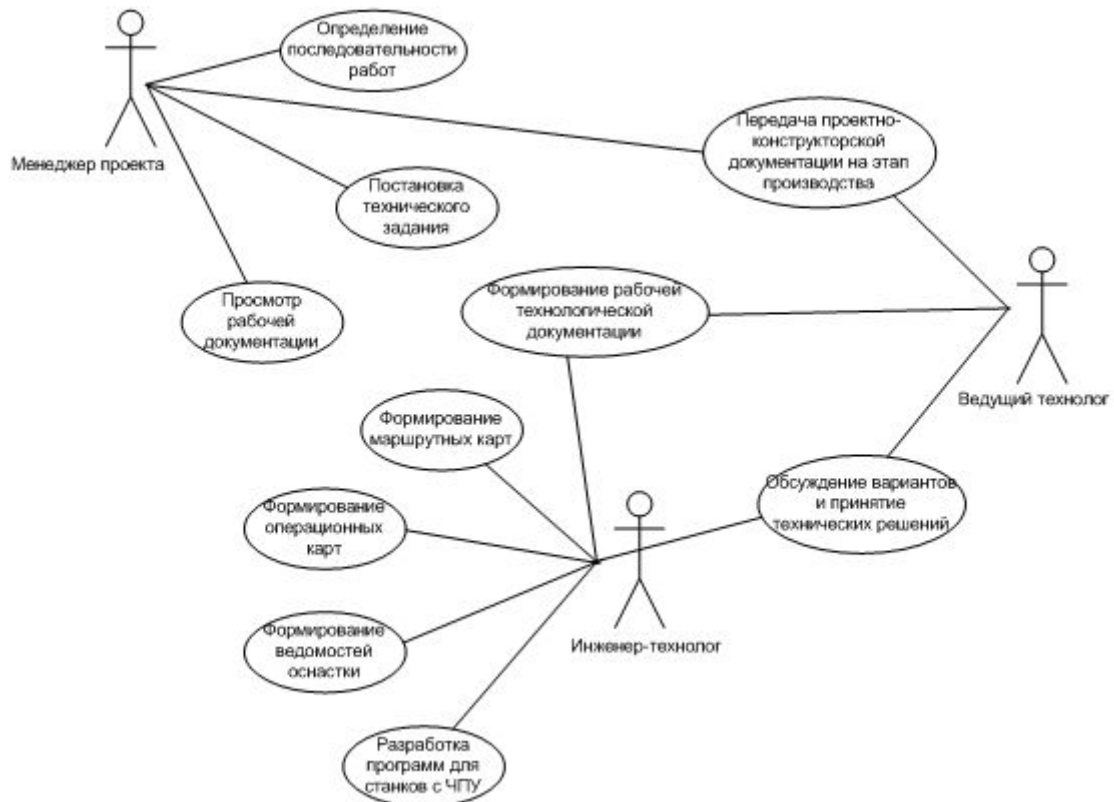 Определение
последовательности
работ
Менеджер проекта
Передача проектно-
конструкторской
документации на этап
производства
Постановка
технического
задания
Просмотр
рабочей
документации
Формирование рабочей
технологической
документации
Ведущий технолог
Формирование
маршрутных карт
Обсуждение вариантов
и принятие
технических решений
Формирование
операционных
карт
Формирование
ведомостей
оснастки
Инженер-технолог
Разработка
программ для
станков с ЧПУ